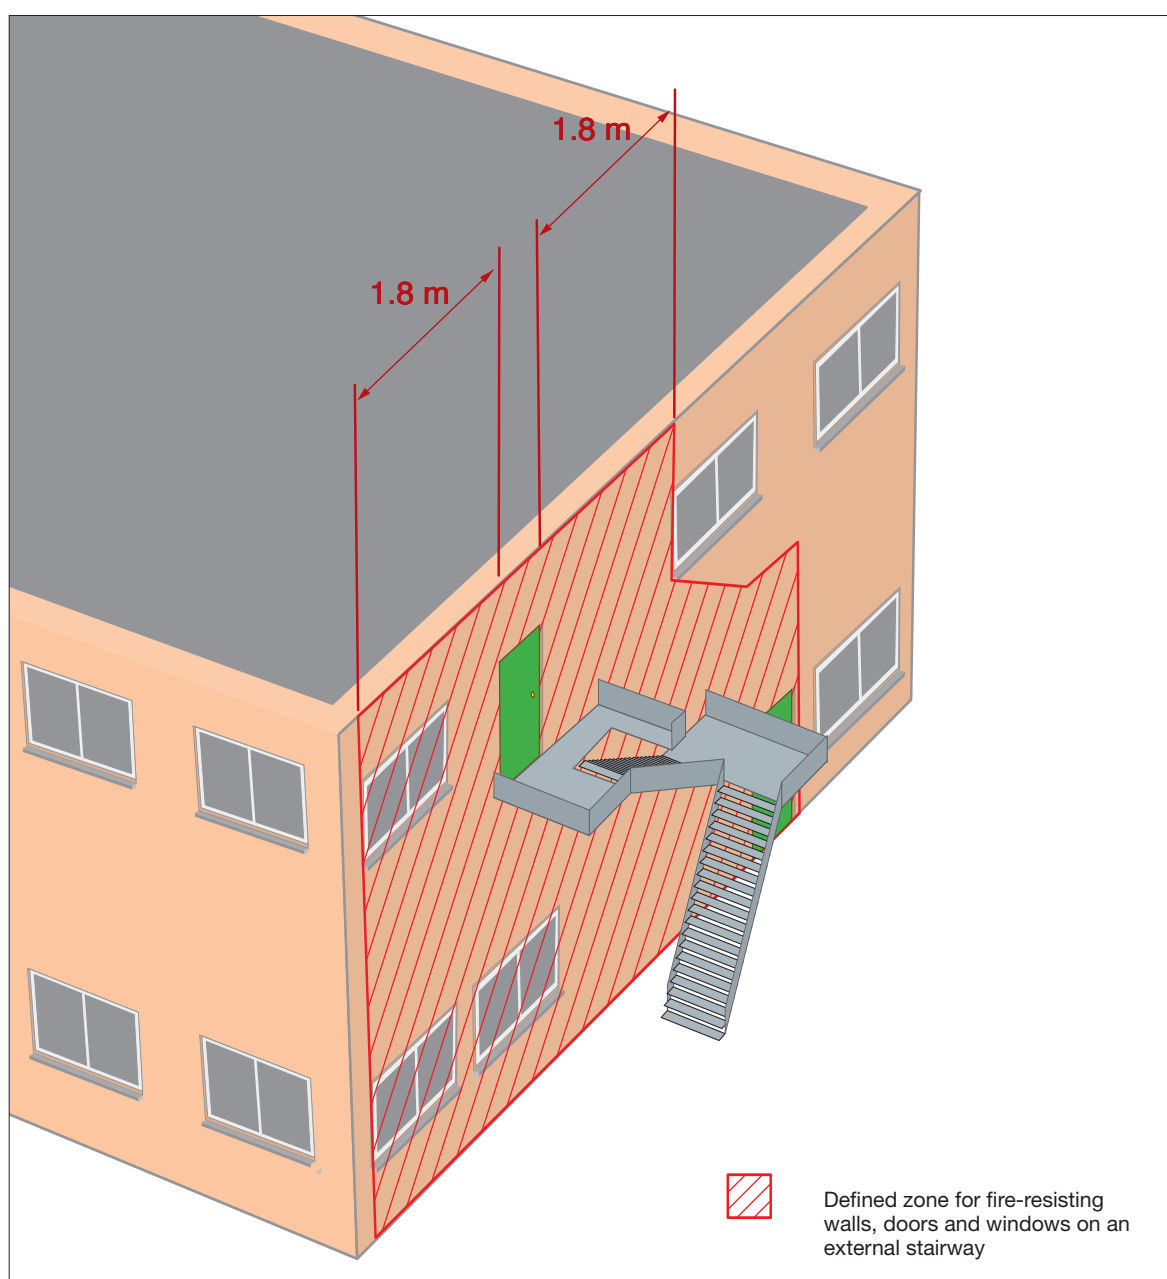 1.8 m
1.8 m
Defined zone for fire-resisting
walls, doors and windows on an
external stairway